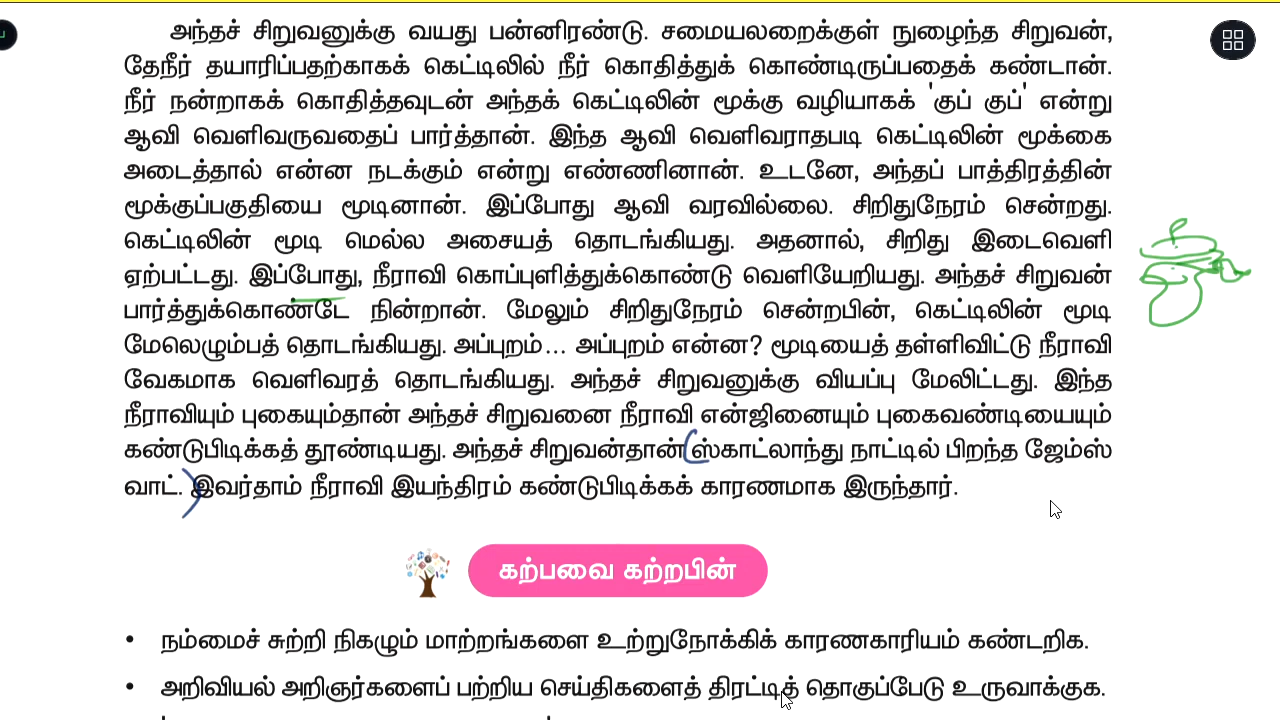 அந்தச் சிறுவனுக்கு வயது பன்னிரண்டு. சமையலறைக்குள் நுழைந்த சிறுவன்,
தேநீர் தயாரிப்பதற்காகக் கெட்டிலில் நீர் கொதித்துக் கொண்டிருப்பதைக் கண்டான்.
நீர் நன்றாகக் கொதித்தவுடன் அந்தக் கெட்டிலின் மூக்கு வழியாகக் 'குப் குப்' என்று
ஆவி வெளிவருவதைப் பார்த்தான். இந்த ஆவி வெளிவராதபடி கெட்டிலின் மூக்கை
அடைத்தால் என்ன நடக்கும் என்று எண்ணினான். உடனே, அந்தப் பாத்திரத்தின்
மூக்குப்பகுதியை மூடினான். இப்போது ஆவி வரவில்லை. சிறிதுநேரம் சென்றது.
கெட்டிலின் மூடி மெல்ல அசையத் தொடங்கியது. அதனால், சிறிது இடைவெளி
ஏற்பட்டது. இப்போது, நீராவி கொப்புளித்துக்கொண்டு வெளியேறியது. அந்தச் சிறுவன்
பார்த்துக்கொண்டே நின்றான். மேலும் சிறிதுநேரம் சென்றபின், கெட்டிலின் மூடி
மேலெழும்பத் தொடங்கியது. அப்புறம்... அப்புறம் என்ன? மூடியைத் தள்ளிவிட்டு நீராவி
வேகமாக வெளிவரத் தொடங்கியது. அந்தச் சிறுவனுக்கு வியப்பு மேலிட்டது. இந்த
நீராவியும் புகையும்தான் அந்தச் சிறுவனை நீராவி என்ஜினையும் புகைவண்டியையும்
கண்டுபிடிக்கத் தூண்டியது. அந்தச் சிறுவன்தான் ஸ்காட்லாந்து நாட்டில் பிறந்த ஜேம்ஸ்
வாட். இவர்தாம் நீராவி இயந்திரம் கண்டுபிடிக்கக் காரணமாக இருந்தார்.
கற்பவை கற்றபின்
• நம்மைச் சுற்றி நிகழும் மாற்றங்களை உற்றுநோக்கிக் காரணகாரியம் கண்டறிக.
• அறிவியல் அறிஞர்களைப் பற்றிய செய்திகளைத் திரட்டித் தொகுப்பேடு உருவாக்குக.